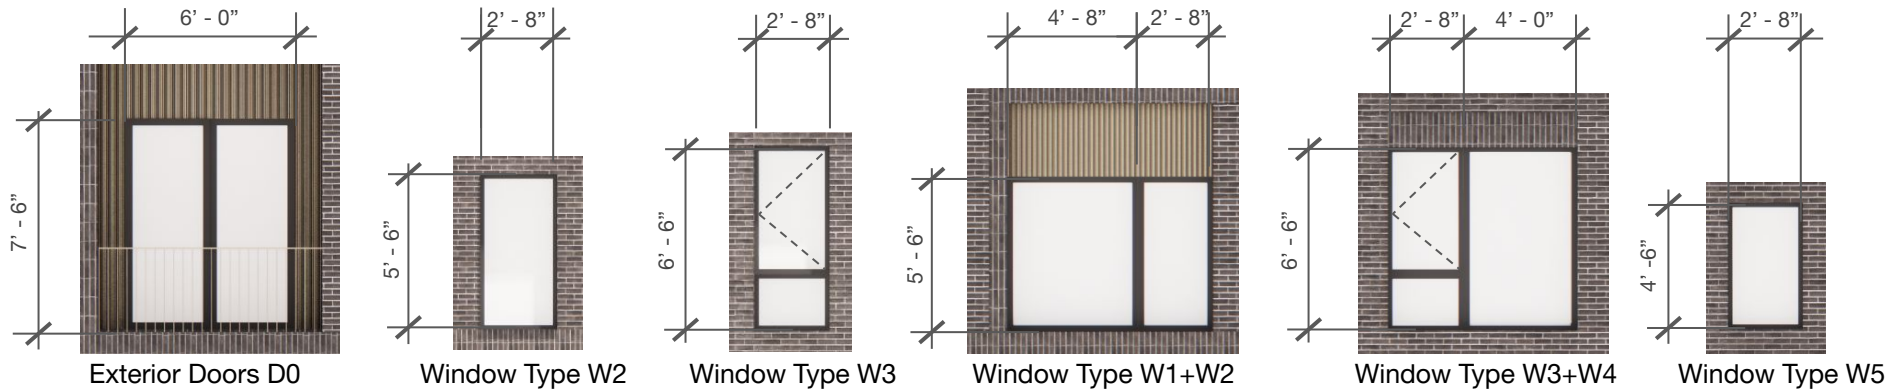 6’ - 0”
7’ - 6”
Exterior Doors D0
2’ - 8”
5’ - 6”
Window Type W2
2’ - 8”
6’ - 6”
Window Type W3
4’ - 8”
2’ - 8”
5’ - 6”
Window Type W1+W2
2’ - 8”
4’ - 0”
6’ - 6”
Window Type W3+W4
2’ - 8”
4’ -6”
Window Type W5